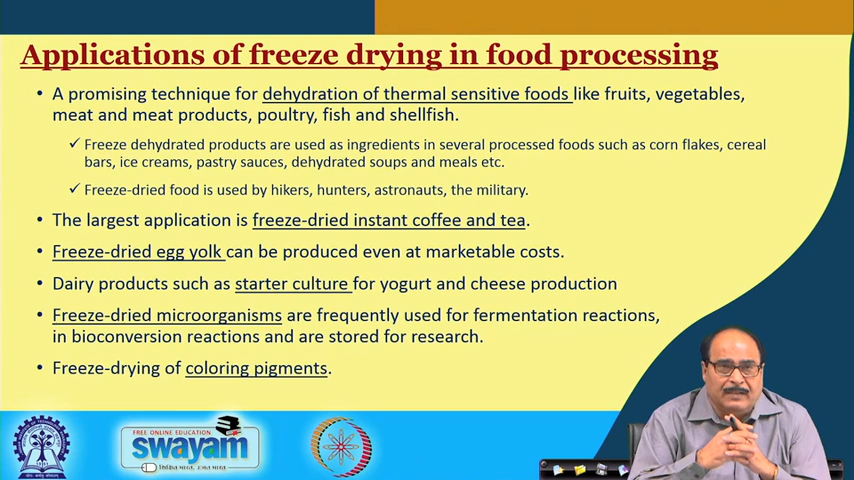 Applications of freeze drying in food processing
• A promising technique for dehydration of thermal sensitive foods like fruits, vegetables,
meat and meat products, poultry, fish and shellfish.
✓ Freeze dehydrated products are used as ingredients in several processed foods such as corn flakes, cereal
bars, ice creams, pastry sauces, dehydrated soups and meals etc.
✓ Freeze-dried food is used by hikers, hunters, astronauts, the military.
• The largest application is freeze-dried instant coffee and tea.
• Freeze-dried egg yolk can be produced even at marketable costs.
• Dairy products such as starter culture for yogurt and cheese production
• Freeze-dried microorganisms are frequently used for fermentation reactions,
in bioconversion reactions and are stored for research.
• Freeze-drying of coloring pigments.
FREE ONLINE EDUCATION
swayam